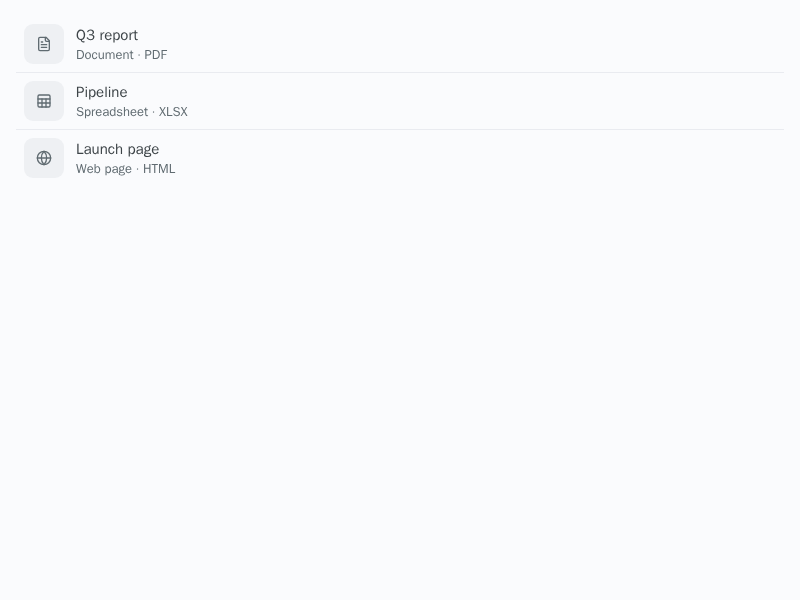 Q3 report
Document · PDF
Pipeline
Spreadsheet · XLSX
Launch page
Web page · HTML